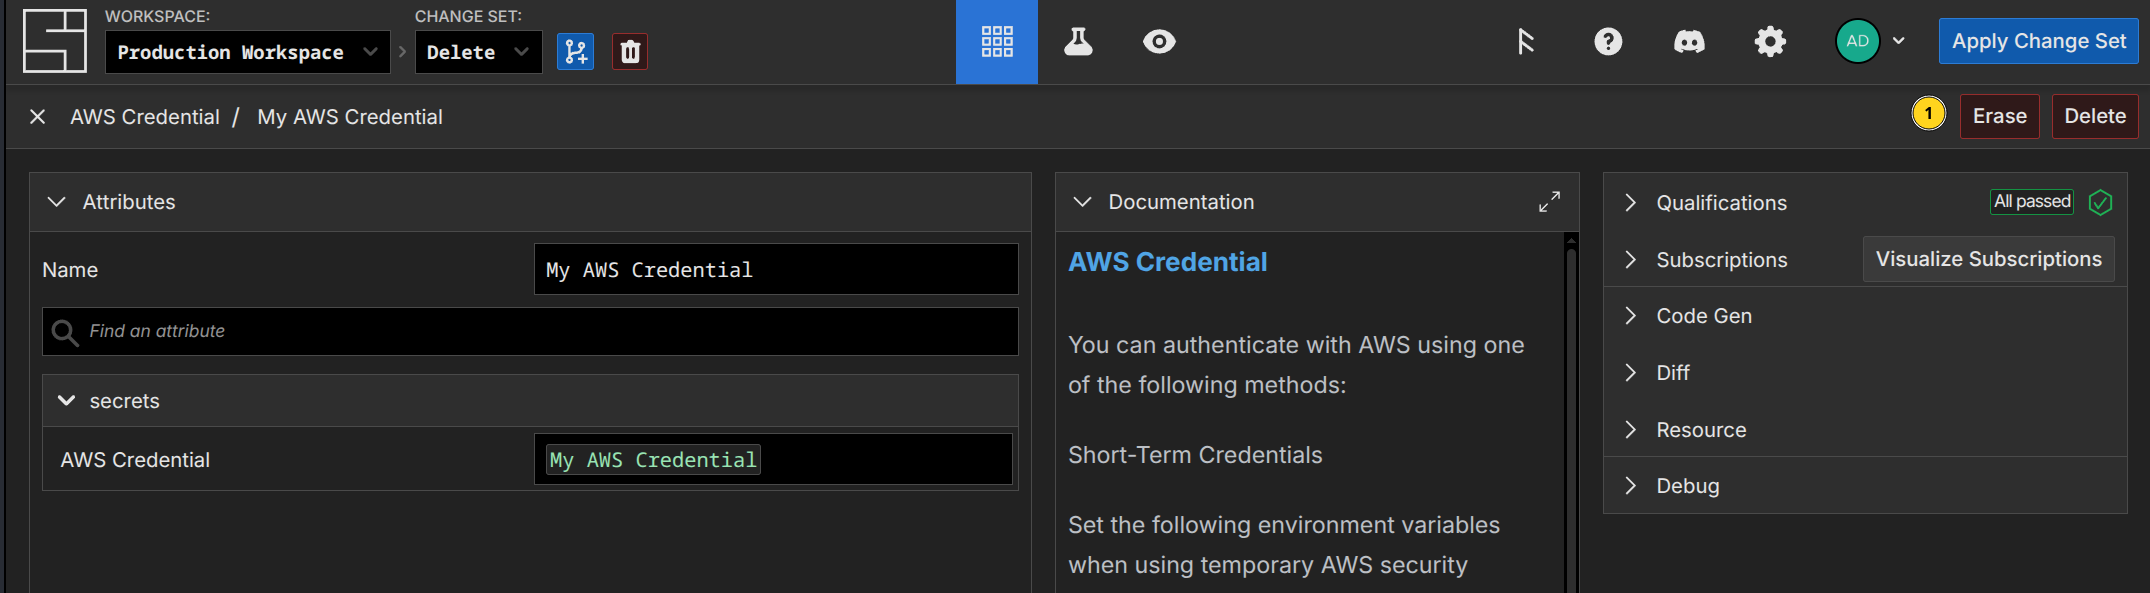 WORKSPACE:
CHANGE SET:
Production Workspace
Delete
AD
Apply Change Set
AWS Credential / My AWS Credential
1
Erase
Delete
Attributes
Name
My AWS Credential
Find an attribute
secrets
AWS Credential
My AWS Credential
Documentation
AWS Credential
You can authenticate with AWS using one
of the following methods:
Short-Term Credentials
Set the following environment variables
when using temporary AWS security
Qualifications
All passed
Subscriptions
Visualize Subscriptions
Code Gen
Diff
Resource
Debug